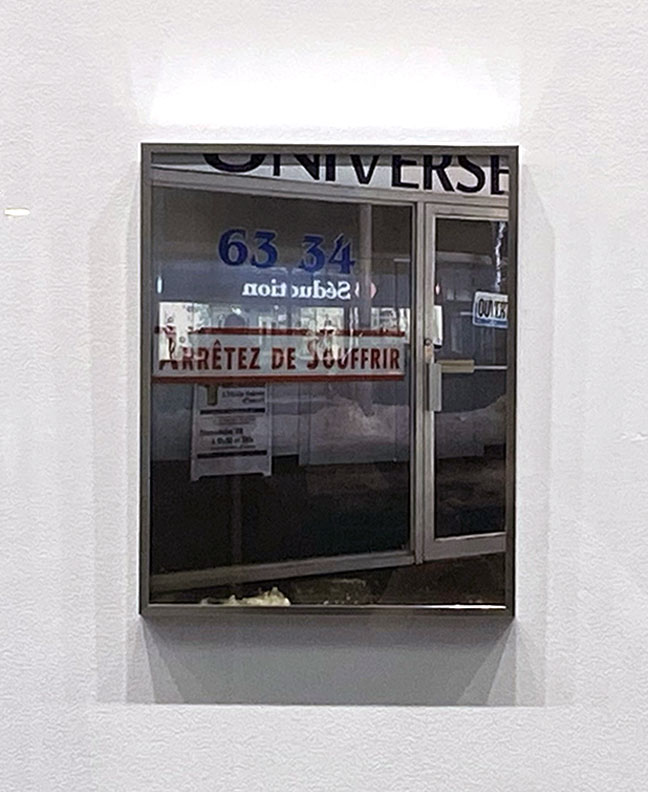 UNIVERSE
63 34
Séduction
ARRÊTEZ DE SOUFFRIR
OUVERT